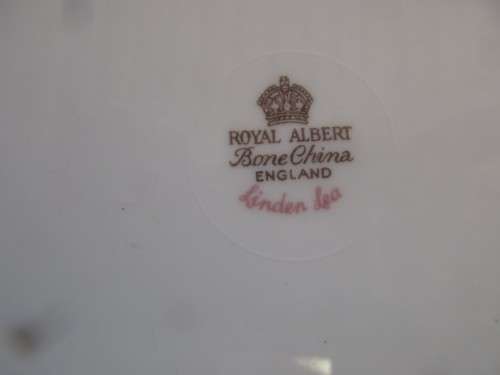 ROYAL ALBERT
Bone China
ENGLAND
Linden Lea